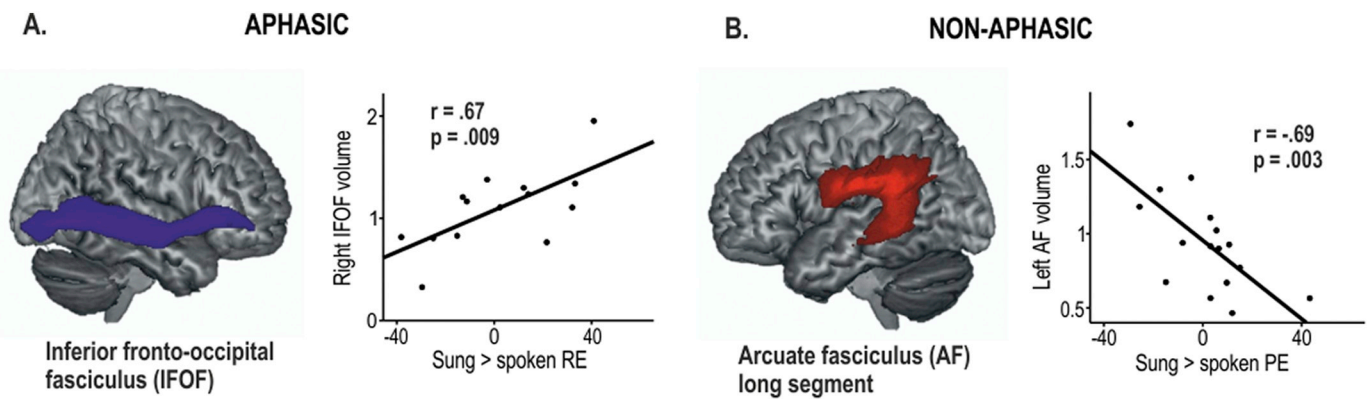 A.
APHASIC
r = .67
p = .009
Right IFOF volume
2
1
0
-40
0
40
Sung > spoken RE
Inferior fronto-occipital
fasciculus (IFOF)
B.
NON-APHASIC
r = -.69
p = .003
Left AF volume
1.5
1
0.5
-40
0
40
Sung > spoken PE
Arcuate fasciculus (AF)
long segment